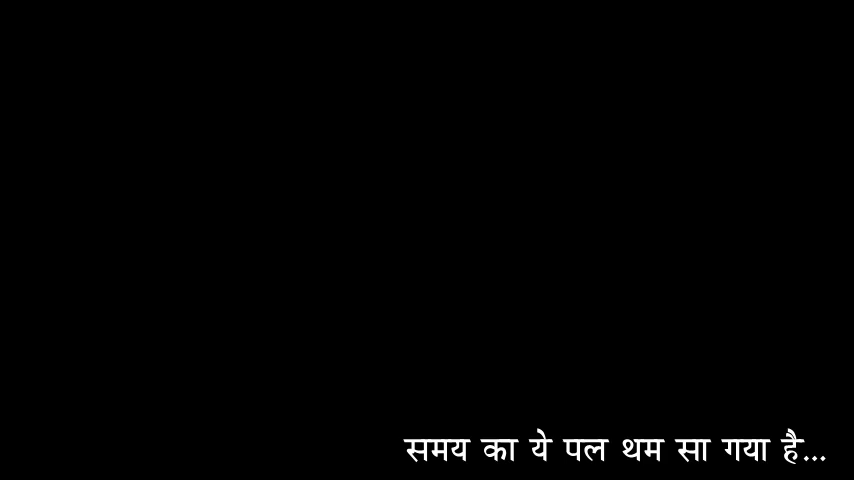 समय का ये पल थम सा गया है...